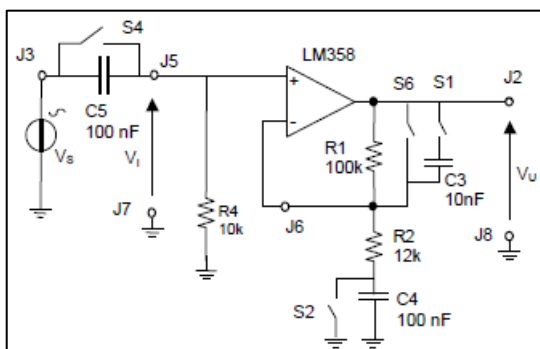 S4
J3
J5
LM358
S6
S1
J2
C5
100 nF
+
-
R1
100k
VS
VI
C3
10nF
VU
J7
R4
10k
J6
R2
12k
J8
S2
C4
100 nF